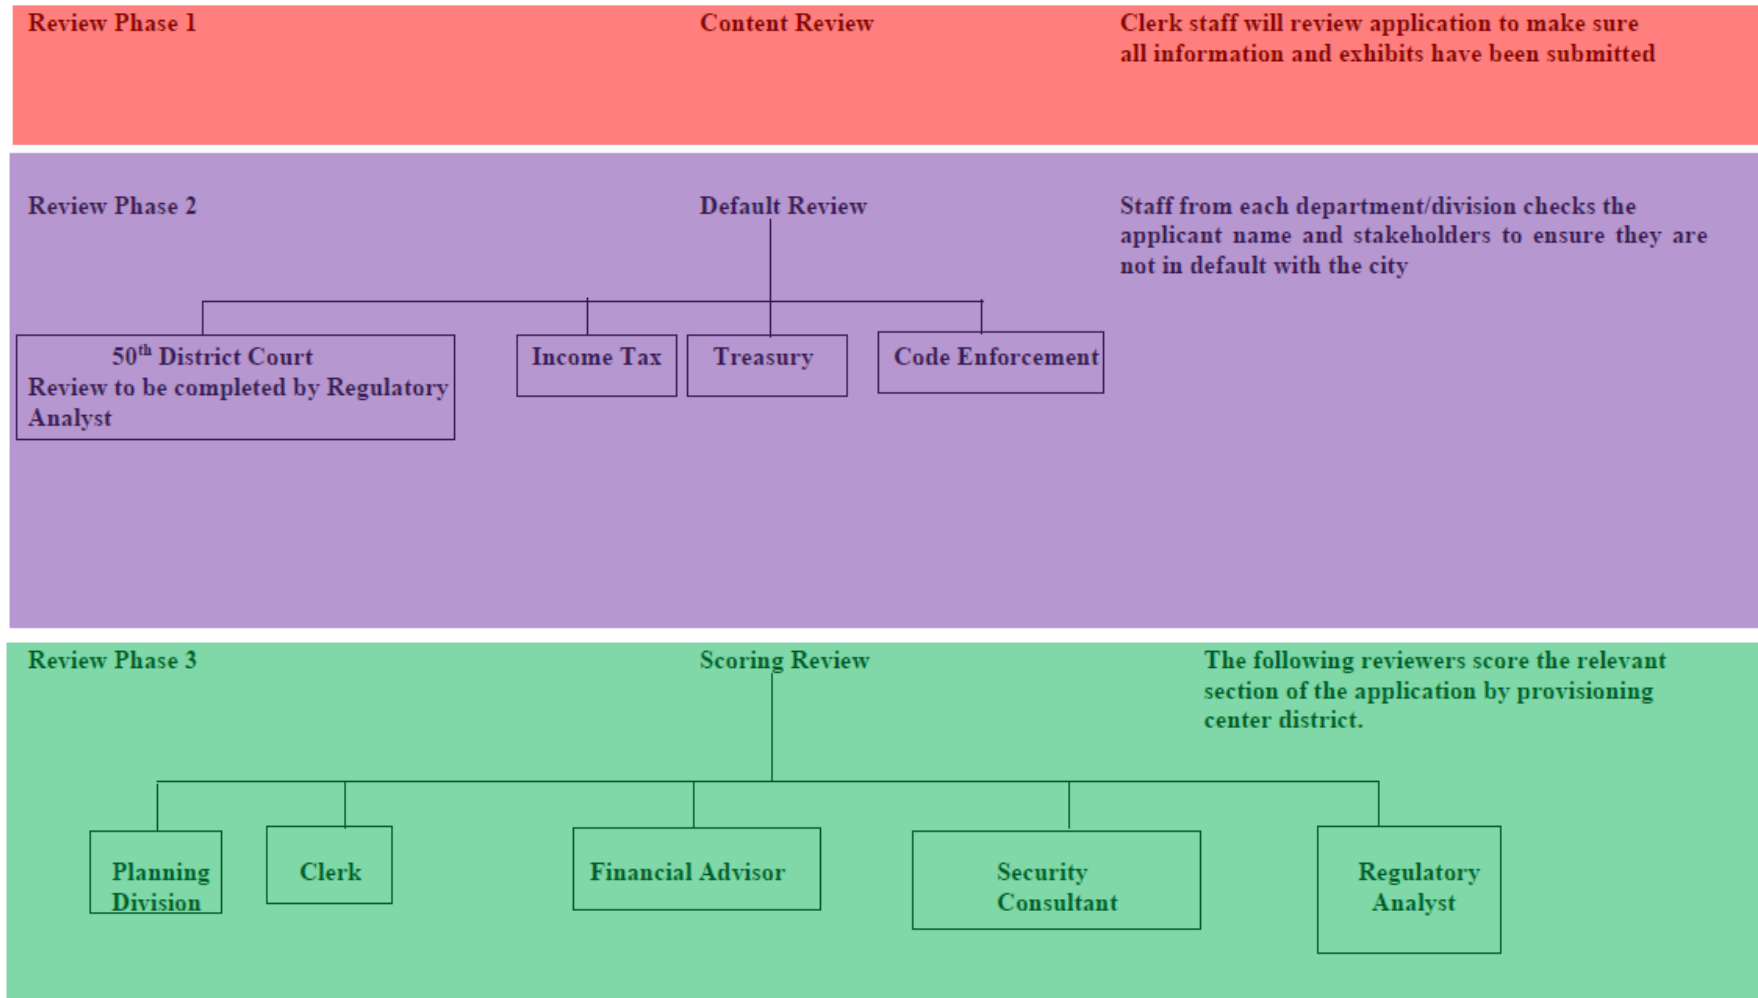 Review Phase 1
Content Review
Clerk staff will review application to make sure
all information and exhibits have been submitted
Review Phase 2
Default Review
Staff from each department/division checks the
applicant name and stakeholders to ensure they are
not in default with the city
50th District Court
Review to be completed by Regulatory
Analyst
Income Tax
Treasury
Code Enforcement
Review Phase 3
Scoring Review
The following reviewers score the relevant
section of the application by provisioning
center district.
Planning
Division
Clerk
Financial Advisor
Security
Consultant
Regulatory
Analyst